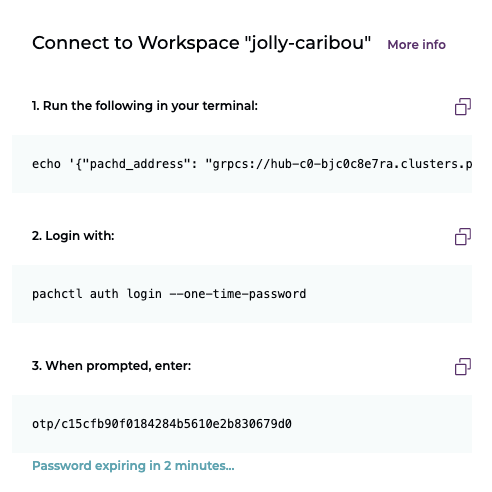 Connect to Workspace "jolly-caribou" More info
1. Run the following in your terminal:
echo '{"pachd_address": "grpcs://hub-c0-bjc0c8e7ra.clusters.p
2. Login with:
pachctl auth login --one-time-password
3. When prompted, enter:
otp/c15cfb90f0184284b5610e2b830679d0
Password expiring in 2 minutes...